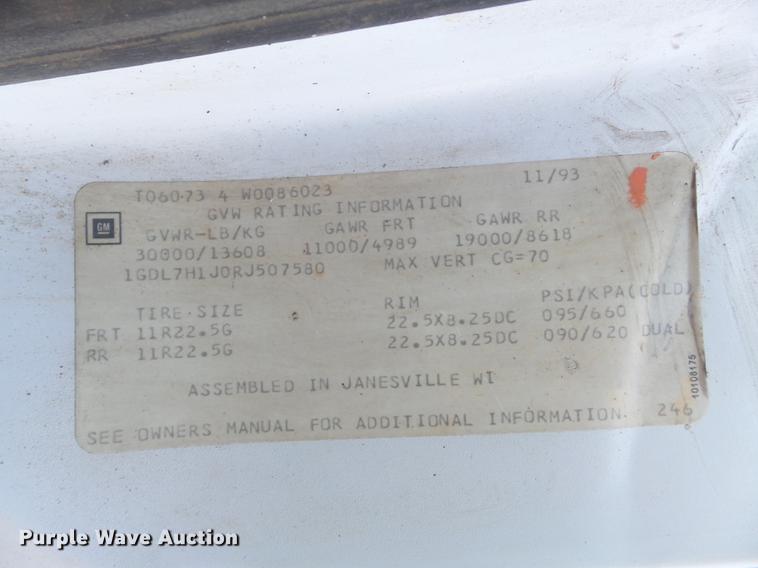 T06073 4 W0086023 11/93
GVW RATING INFORMATION
GM GVWR-LB/KG GAWR FRT GAWR RR
30000/13608 11000/4989 19000/8618
1GDL7H1J0RJ507580 MAX VERT CG=70
TIRE SIZE RIM PSI/KPA(COLD)
FRT 11R22.5G 22.5X8.25DC 095/660
RR 11R22.5G 22.5X8.25DC 090/620 DUAL
10108175
ASSEMBLED IN JANESVILLE WI
SEE OWNERS MANUAL FOR ADDITIONAL INFORMATION. 246
Purple Wave Auction